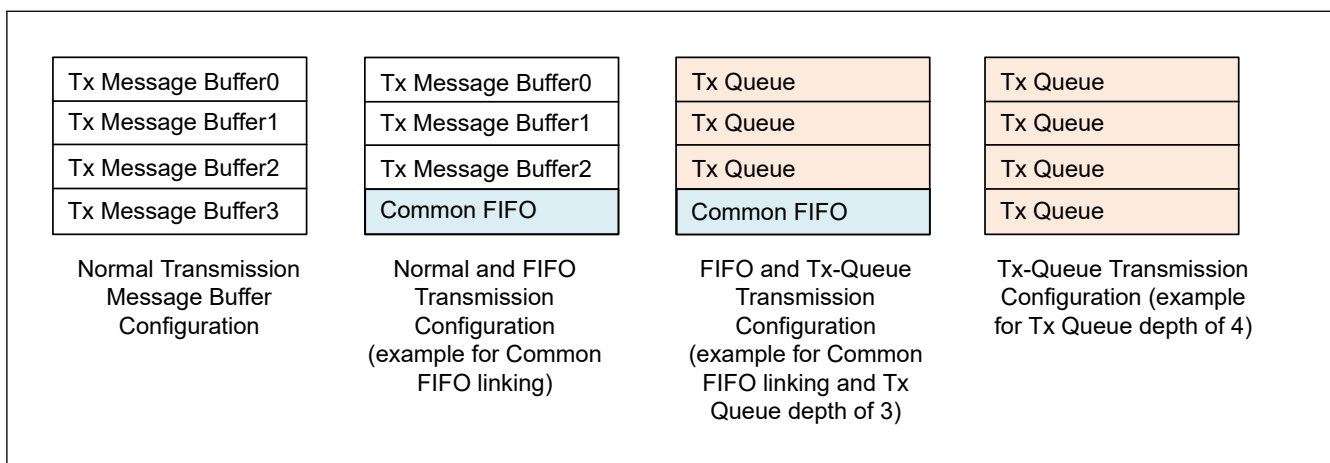 Tx Message Buffer0
Tx Message Buffer1
Tx Message Buffer2
Tx Message Buffer3
Normal Transmission
Message Buffer
Configuration
Tx Message Buffer0
Tx Message Buffer1
Tx Message Buffer2
Common FIFO
Normal and FIFO
Transmission
Configuration
(example for Common
FIFO linking)
Tx Queue
Tx Queue
Tx Queue
Common FIFO
FIFO and Tx-Queue
Transmission
Configuration
(example for Common
FIFO linking and Tx
Queue depth of 3)
Tx Queue
Tx Queue
Tx Queue
Tx Queue
Tx-Queue Transmission
Configuration (example
for Tx Queue depth of 4)